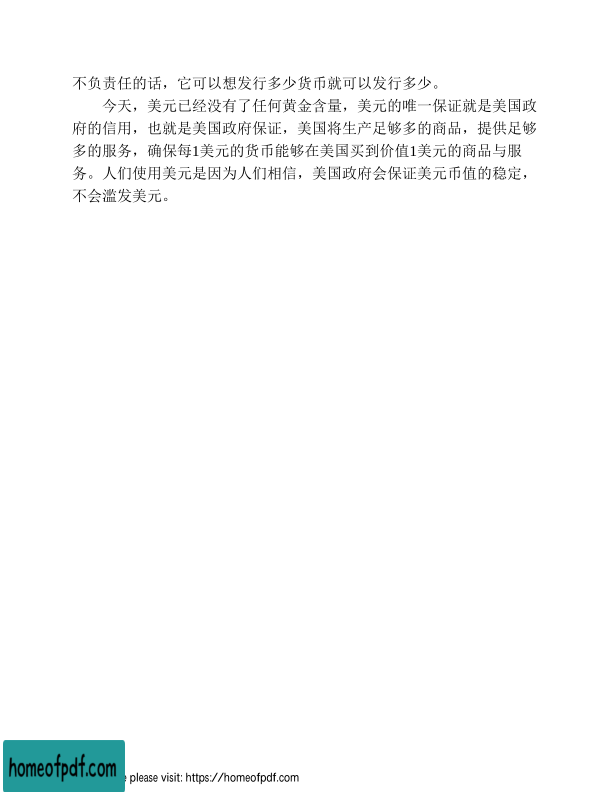 不负责任的话，它可以想发行多少货币就可以发行多少。
今天，美元已经没有了任何黄金含量，美元的唯一保证就是美国政
府的信用，也就是美国政府保证，美国将生产足够多的商品，提供足够
多的服务，确保每1美元的货币能够在美国买到价值1美元的商品与服
务。人们使用美元是因为人们相信，美国政府会保证美元币值的稳定，
不会滥发美元。
homeofpdf.com
please visit: https://homeofpdf.com